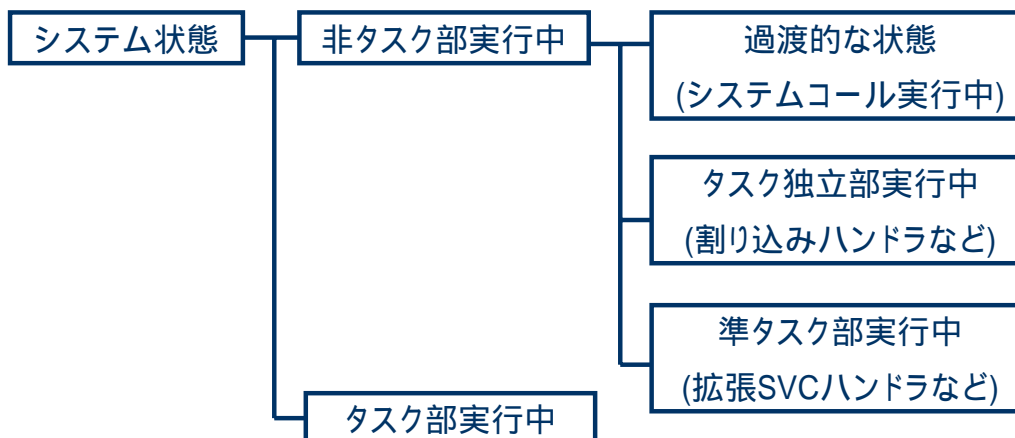 システム状態
非タスク部実行中
過渡的な状態
(システムコール実行中)
タスク独立部実行中
(割り込みハンドラなど)
準タスク部実行中
(拡張SVCハンドラなど)
タスク部実行中